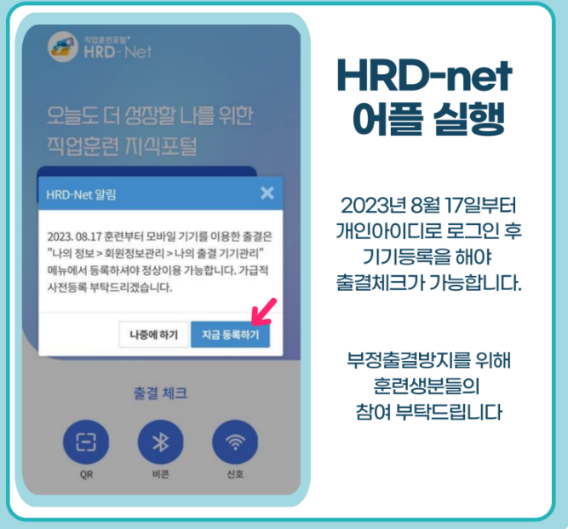 직업훈련포털+
HRD-Net
오늘도 더 성장할 나를 위한
직업훈련 지식포털
HRD-Net 알림
2023. 08.17 훈련부터 모바일 기기를 이용한 출결은
"나의 정보 > 회원정보관리 > 나의 출결 기기관리"
메뉴에서 등록하셔야 정상이용 가능합니다. 가급적
사전등록 부탁드리겠습니다.
나중에 하기
지금 등록하기
출결 체크
QR
비콘
신호
HRD-net
어플 실행
2023년 8월 17일부터
개인아이디로 로그인 후
기기등록을 해야
출결체크가 가능합니다.
부정출결방지를 위해
훈련생분들의
참여 부탁드립니다